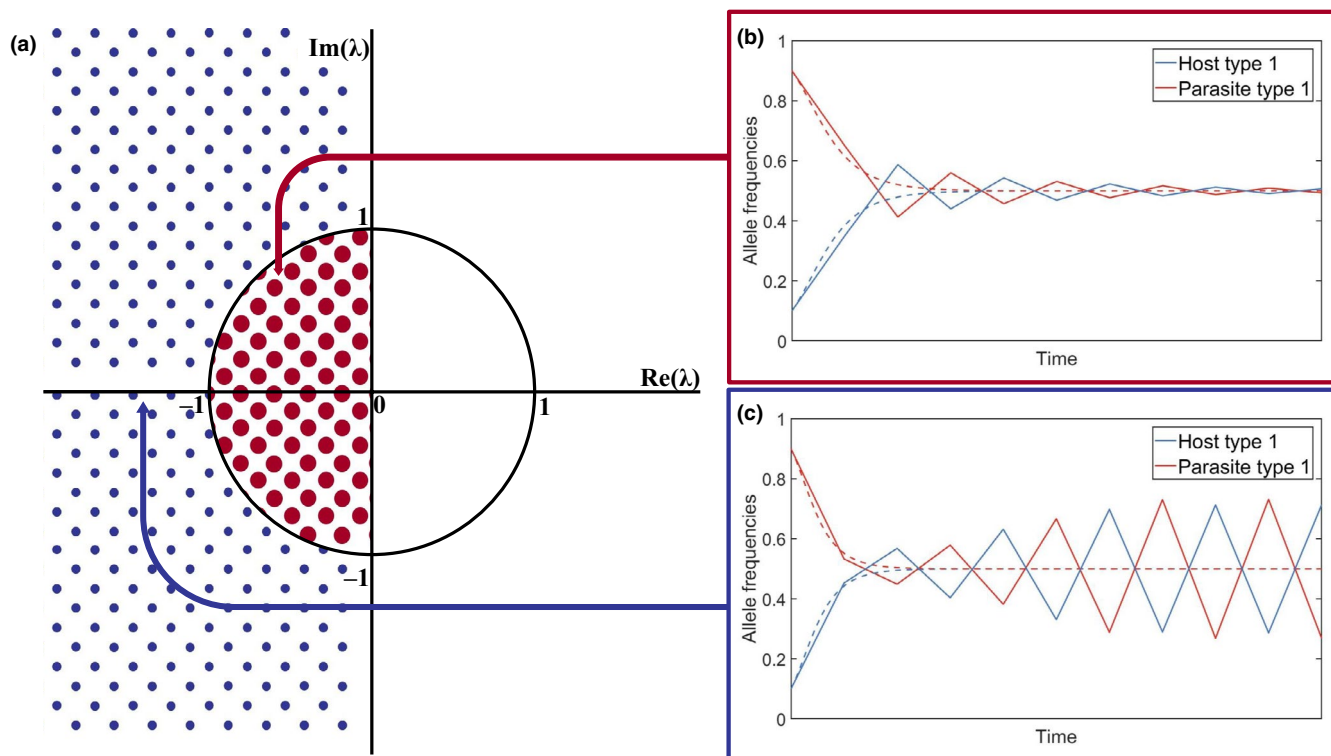 (a)
Im(λ)
1
Re(λ)
–1
0
1
–1
(b)
Host type 1
Parasite type 1
1
0.8
0.6
0.4
0.2
0
Allele frequencies
Time
(c)
Host type 1
Parasite type 1
1
0.8
0.6
0.4
0.2
0
Allele frequencies
Time